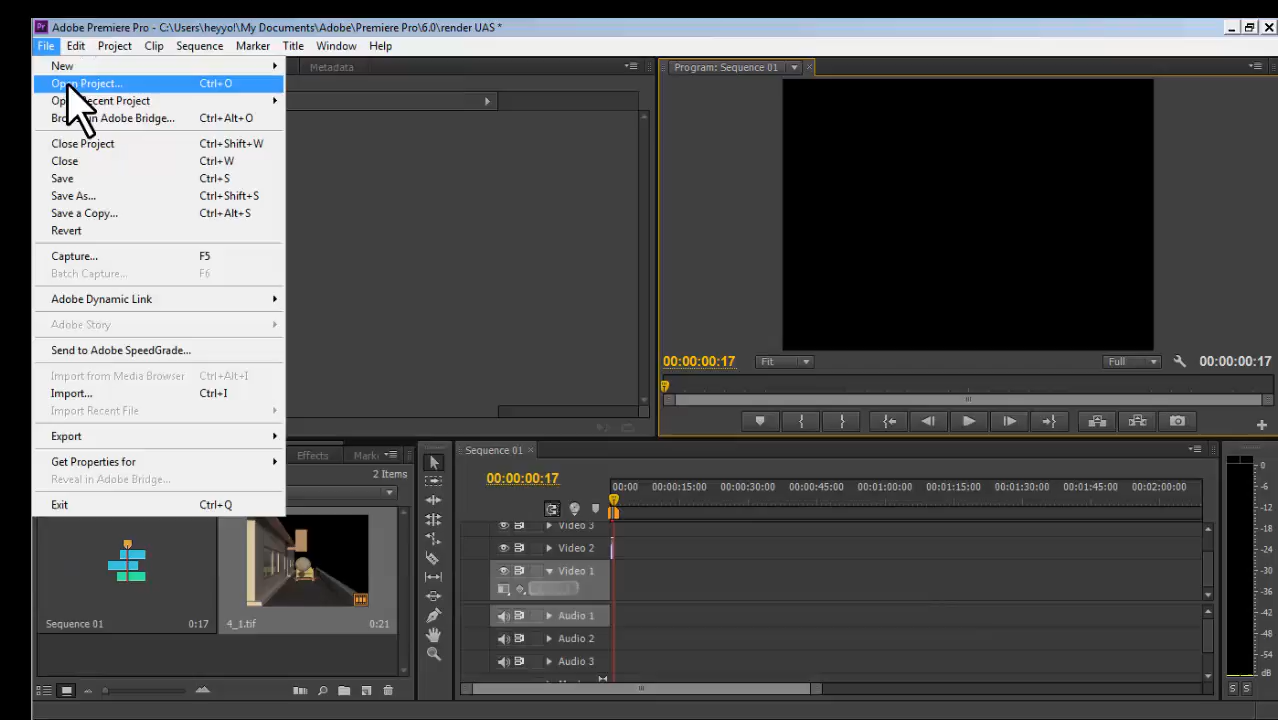 Pr Adobe Premiere Pro - C:\Users\heyyo!\My Documents\Adobe\Premiere Pro\6.0\render UAS *
File Edit Project Clip Sequence Marker Title Window Help
New
Open Project... Ctrl+O
Open Recent Project
Browse in Adobe Bridge... Ctrl+Alt+O
Close Project Ctrl+Shift+W
Close Ctrl+W
Save Ctrl+S
Save As... Ctrl+Shift+S
Save a Copy... Ctrl+Alt+S
Revert
Capture... F5
Batch Capture... F6
Adobe Dynamic Link
Adobe Story
Send to Adobe SpeedGrade...
Import from Media Browser Ctrl+Alt+I
Import... Ctrl+I
Import Recent File
Export
Get Properties for
Reveal in Adobe Bridge...
Exit Ctrl+Q
Metadata
Program: Sequence 01
00:00:00:17 Fit Full 00:00:00:17
Effects Marki
2 Items
Sequence 01 0:17
4_1.tif 0:21
Sequence 01
00:00:00:17
00:00 00:00:15:00 00:00:30:00 00:00:45:00 00:01:00:00 00:01:15:00 00:01:30:00 00:01:45:00 00:02:00:00
Video 3
Video 2
Video 1
Audio 1
Audio 2
Audio 3
0
-6
-12
-18
-24
-30
-36
-42
-48
-54
dB
S S